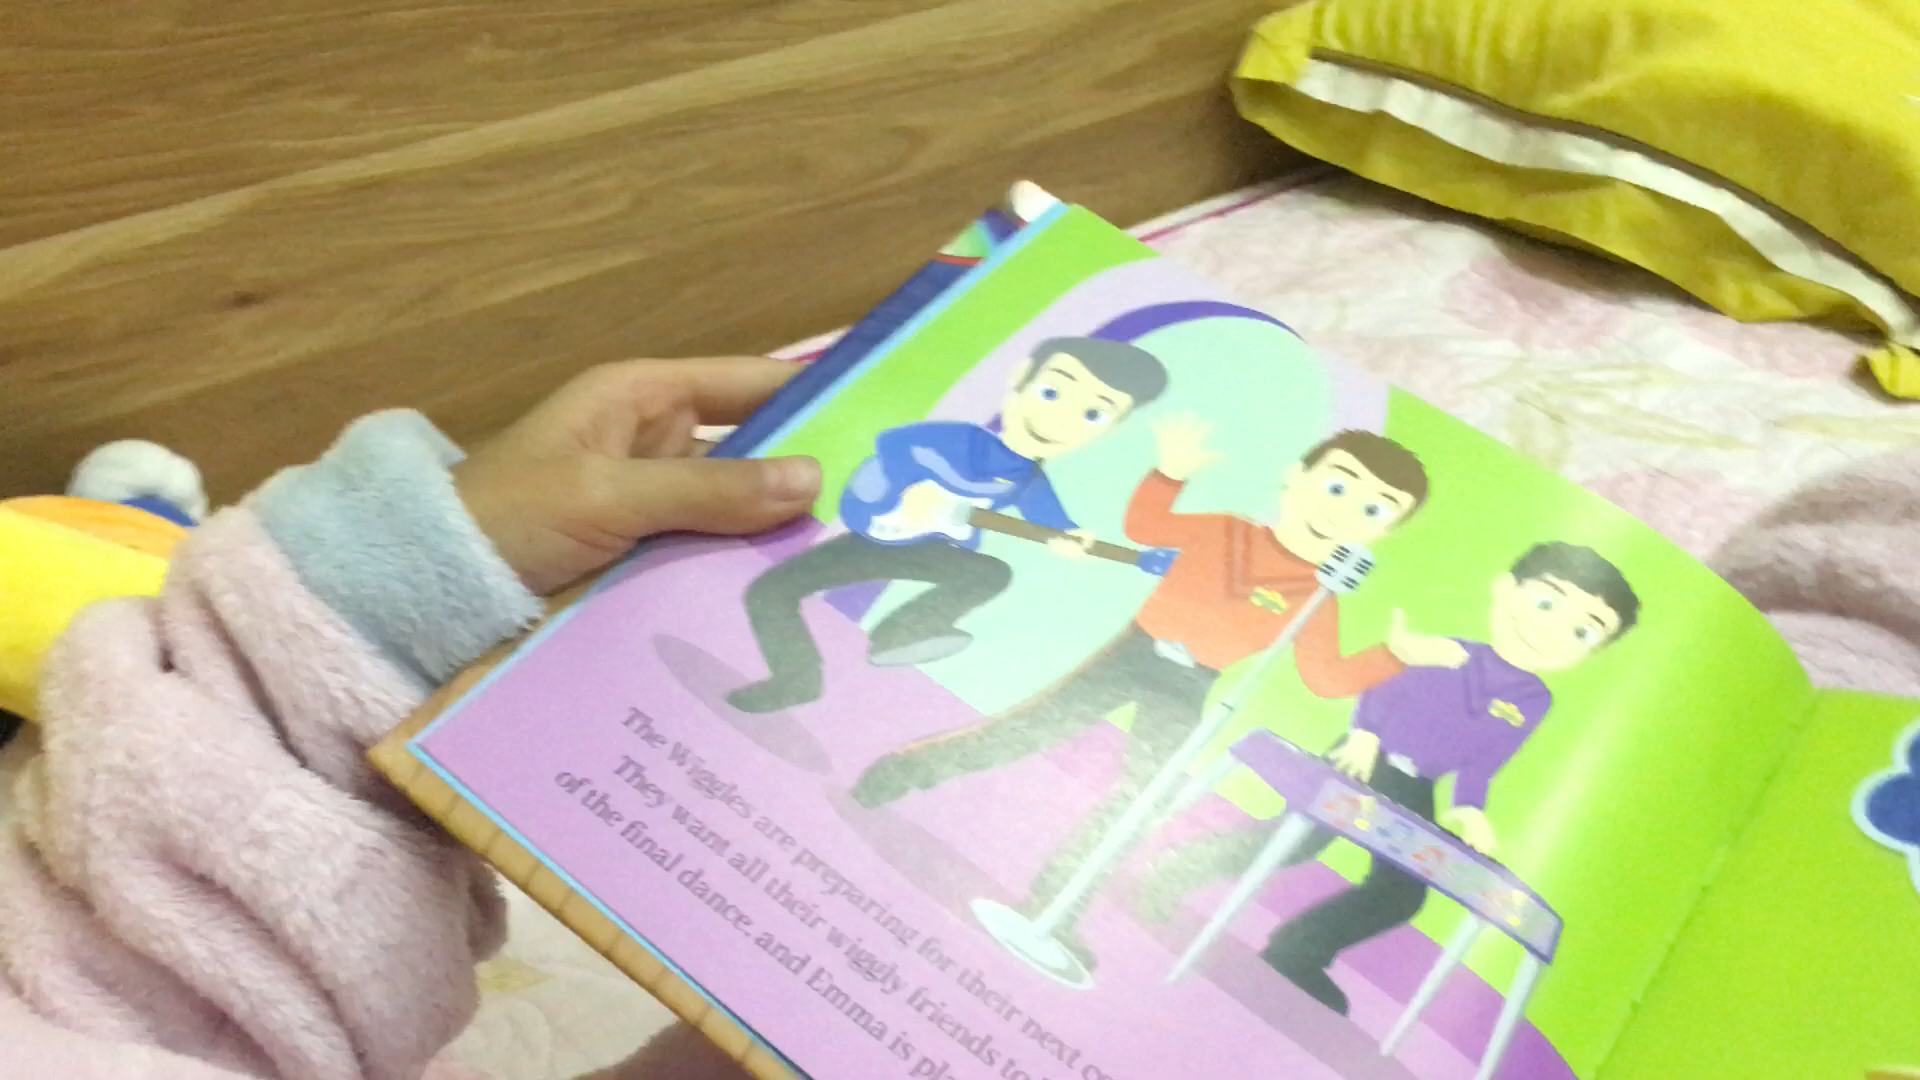 The Wiggles are preparing for their next
They want all their wiggly friends to
of the final dance, and Emma is